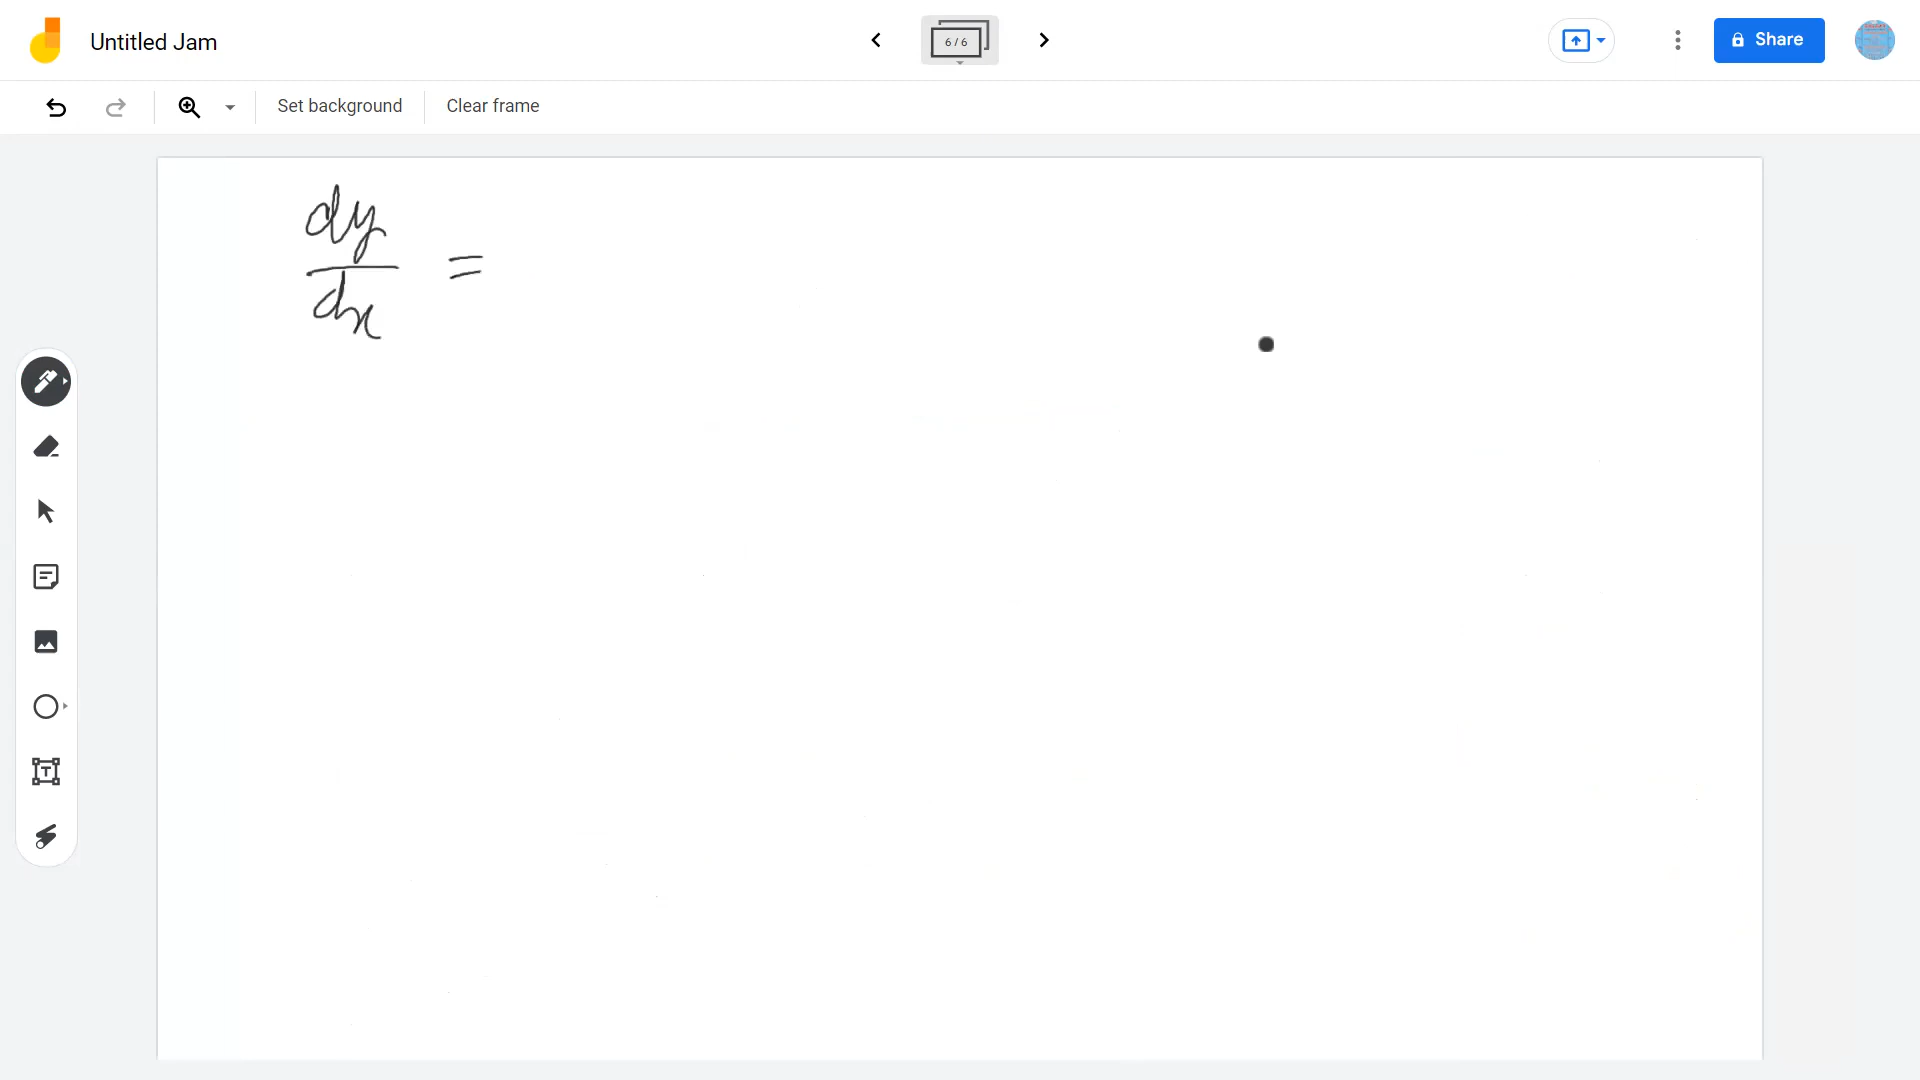 Untitled Jam
6 / 6
Share
Set background
Clear frame
dy/dx =